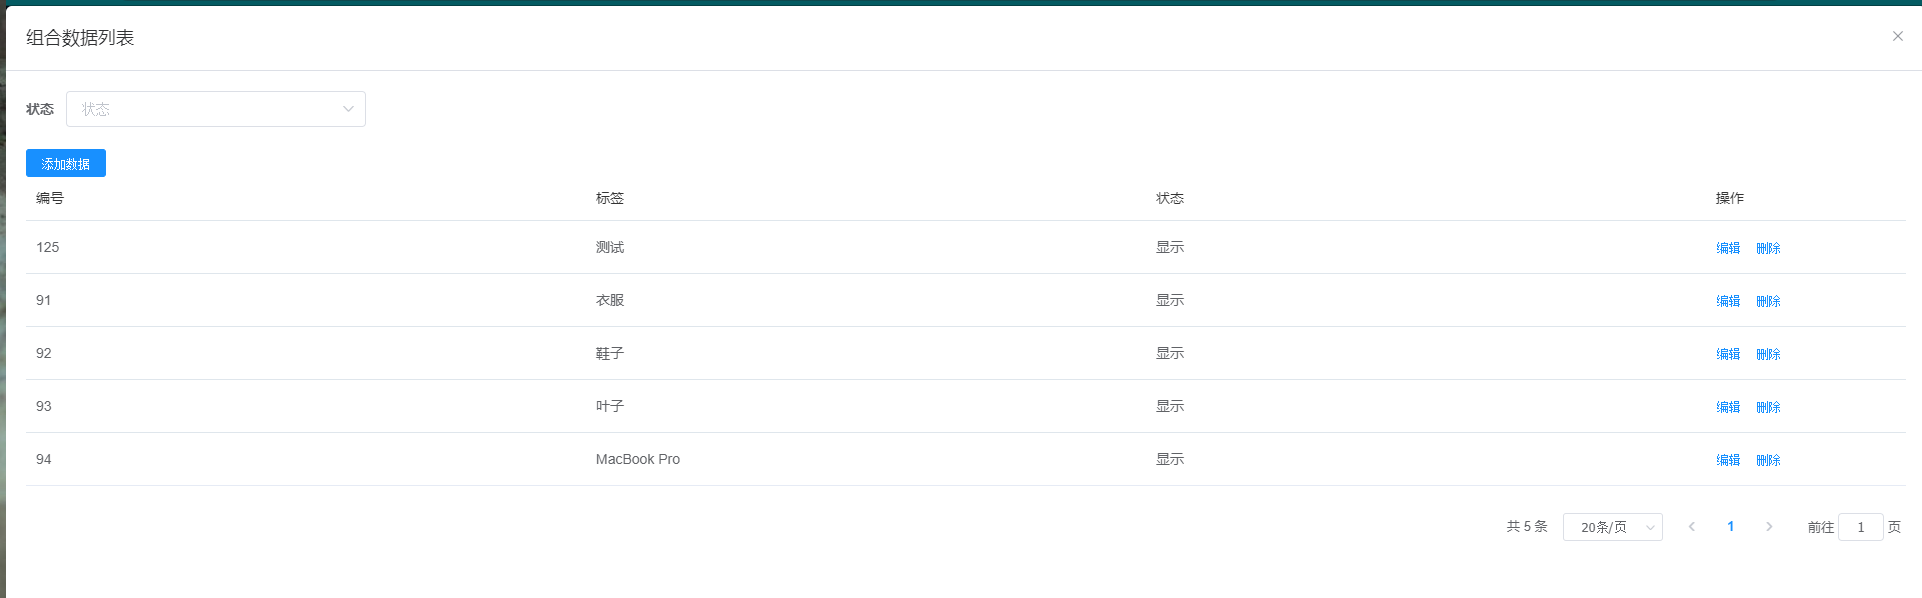 组合数据列表
状态 状态
添加数据
编号 标签 状态 操作
125 测试 显示 编辑 删除
91 衣服 显示 编辑 删除
92 鞋子 显示 编辑 删除
93 叶子 显示 编辑 删除
94 MacBook Pro 显示 编辑 删除
共 5 条 20条/页 1 前往 1 页